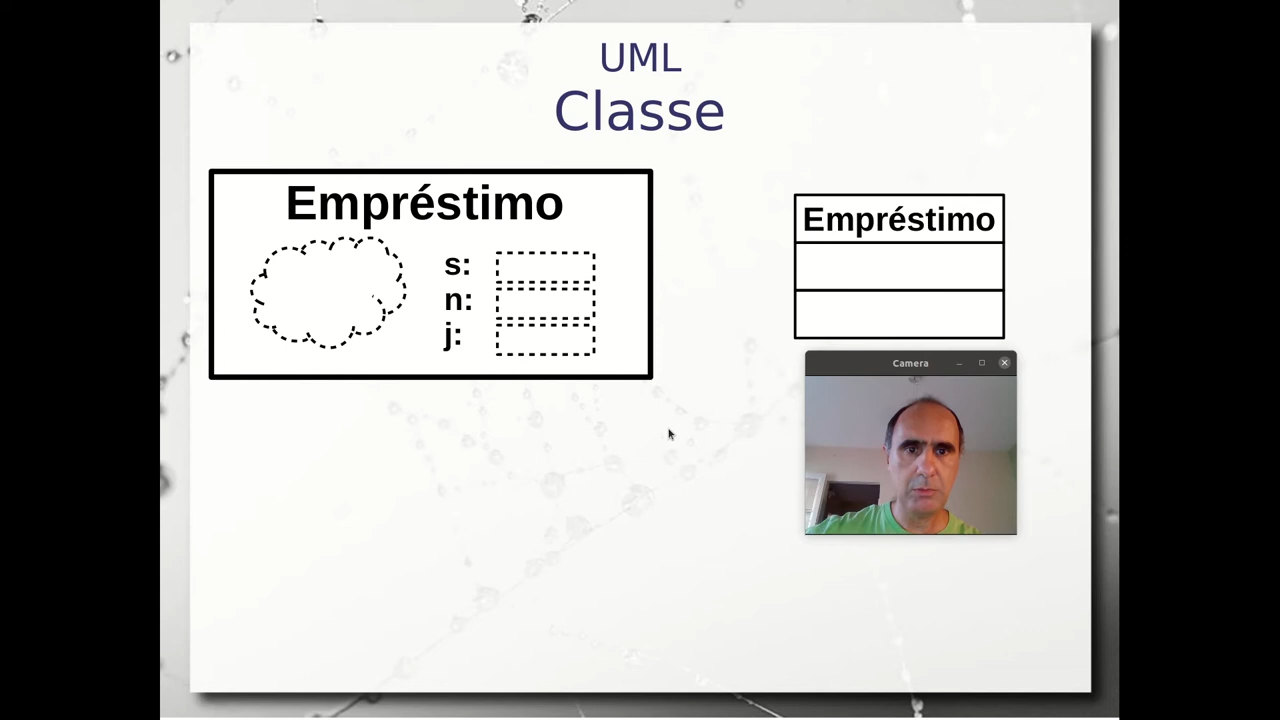 UML
Classe
Empréstimo
s:
n:
j:
Empréstimo
Camera